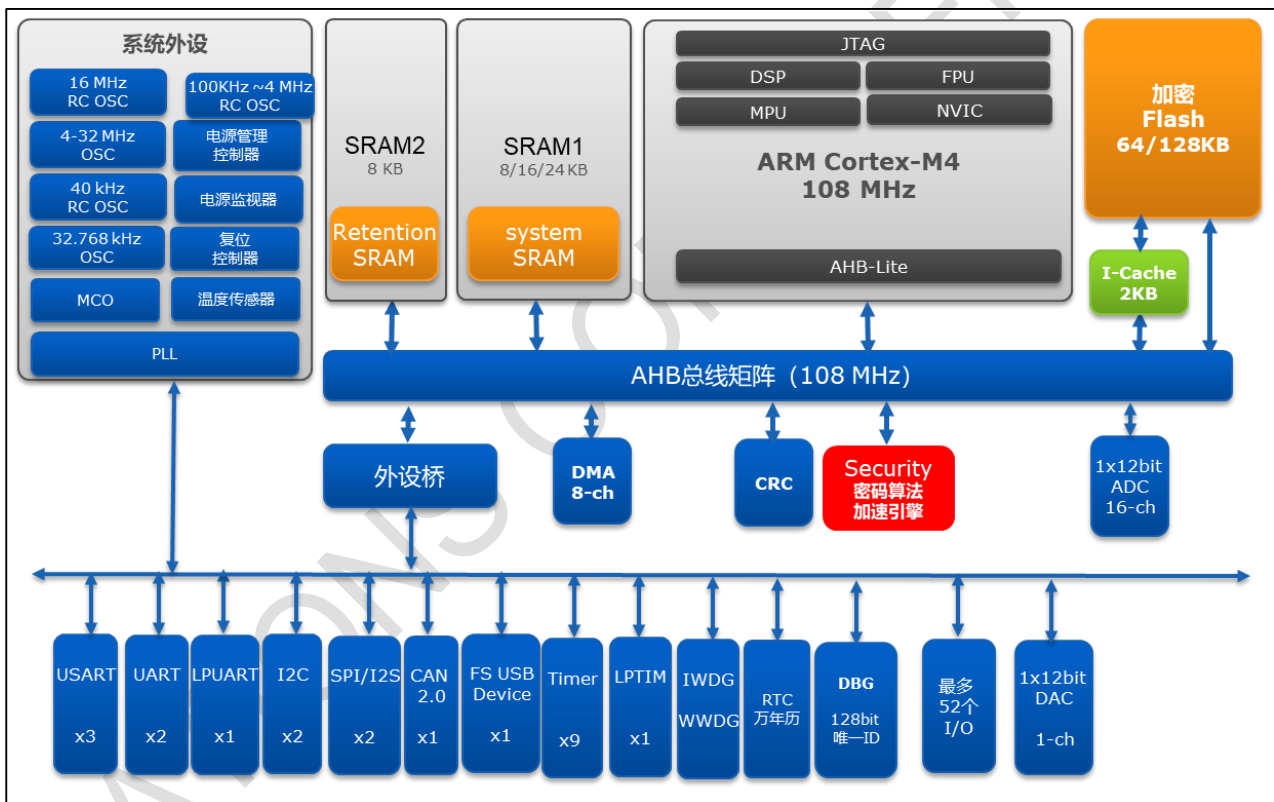 系统外设
16 MHz
RC OSC
100KHz ~4 MHz
RC OSC
4-32 MHz
OSC
电源管理
控制器
40 kHz
RC OSC
电源监视器
32.768 kHz
OSC
复位
控制器
MCO
温度传感器
PLL
SRAM2
8 KB
Retention
SRAM
SRAM1
8/16/24 KB
system
SRAM
JTAG
DSP
FPU
MPU
NVIC
ARM Cortex-M4
108 MHz
AHB-Lite
加密
Flash
64/128KB
I-Cache
2KB
AHB总线矩阵（108 MHz）
外设桥
DMA
8-ch
CRC
Security
密码算法
加速引擎
1x12bit
ADC
16-ch
USART
x3
UART
x2
LPUART
x1
I2C
x2
SPI/I2S
x2
CAN
2.0
x1
FS USB
Device
x1
Timer
x9
LPTIM
x1
IWDG
WWDG
RTC
万年历
DBG
128bit
唯一ID
最多
52个
I/O
1x12bit
DAC
1-ch